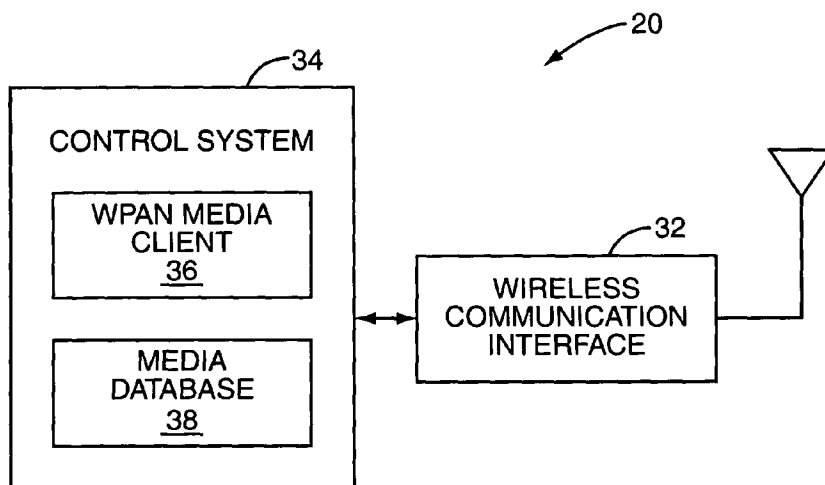 20
34
CONTROL SYSTEM
WPAN MEDIA
CLIENT
36
MEDIA
DATABASE
38
32
WIRELESS
COMMUNICATION
INTERFACE